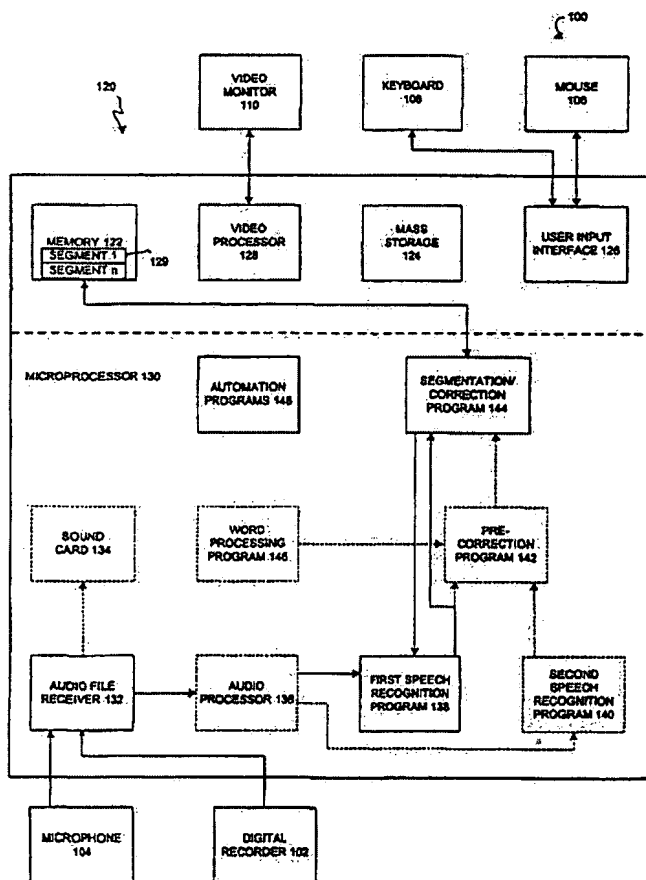 100
120
VIDEO
MONITOR
110
KEYBOARD
108
MOUSE
106
MEMORY 122
SEGMENT 1
SEGMENT n
129
VIDEO
PROCESSOR
128
MASS
STORAGE
124
USER INPUT
INTERFACE 126
MICROPROCESSOR 130
AUTOMATION
PROGRAMS 148
SEGMENTATION/
CORRECTION
PROGRAM 144
SOUND
CARD 134
WORD
PROCESSING
PROGRAM 146
PRE-
CORRECTION
PROGRAM 142
AUDIO FILE
RECEIVER 132
AUDIO
PROCESSOR 136
FIRST SPEECH
RECOGNITION
PROGRAM 138
SECOND
SPEECH
RECOGNITION
PROGRAM 140
MICROPHONE
104
DIGITAL
RECORDER 102